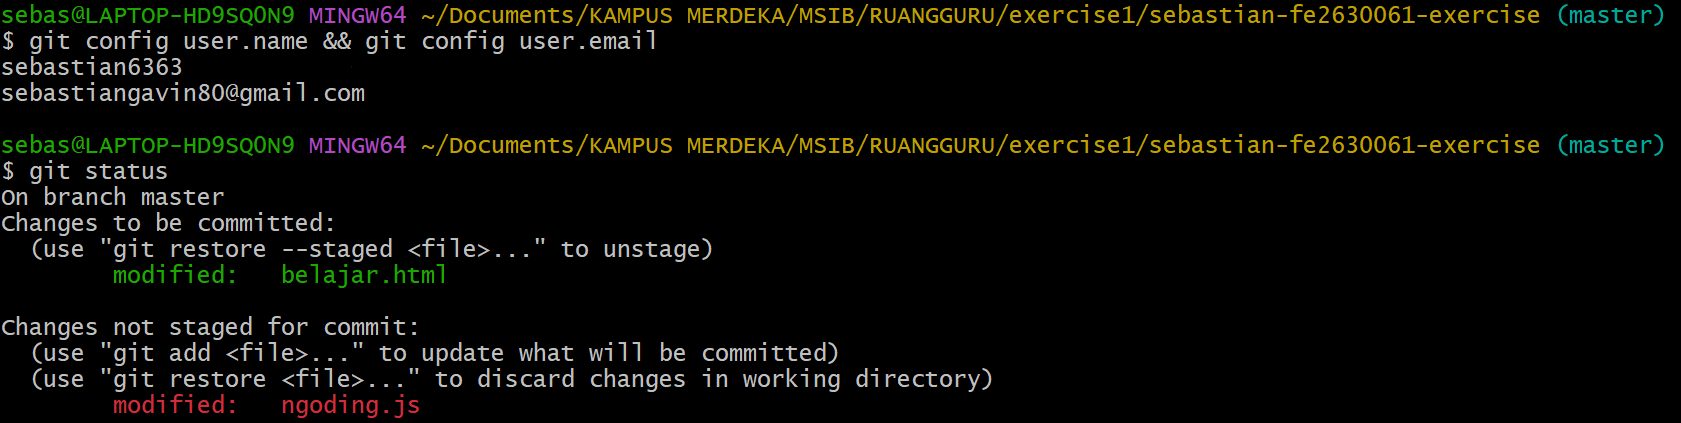 sebas@LAPTOP-HD9SQ0N9 MINGW64 ~/Documents/KAMPUS MERDEKA/MSIB/RUANGGURU/exercise1/sebastian-fe2630061-exercise (master)
$ git config user.name && git config user.email
sebastian6363
sebastiangavin80@gmail.com

sebas@LAPTOP-HD9SQ0N9 MINGW64 ~/Documents/KAMPUS MERDEKA/MSIB/RUANGGURU/exercise1/sebastian-fe2630061-exercise (master)
$ git status
On branch master
Changes to be committed:
  (use "git restore --staged <file>..." to unstage)
        modified:   belajar.html

Changes not staged for commit:
  (use "git add <file>..." to update what will be committed)
  (use "git restore <file>..." to discard changes in working directory)
        modified:   ngoding.js